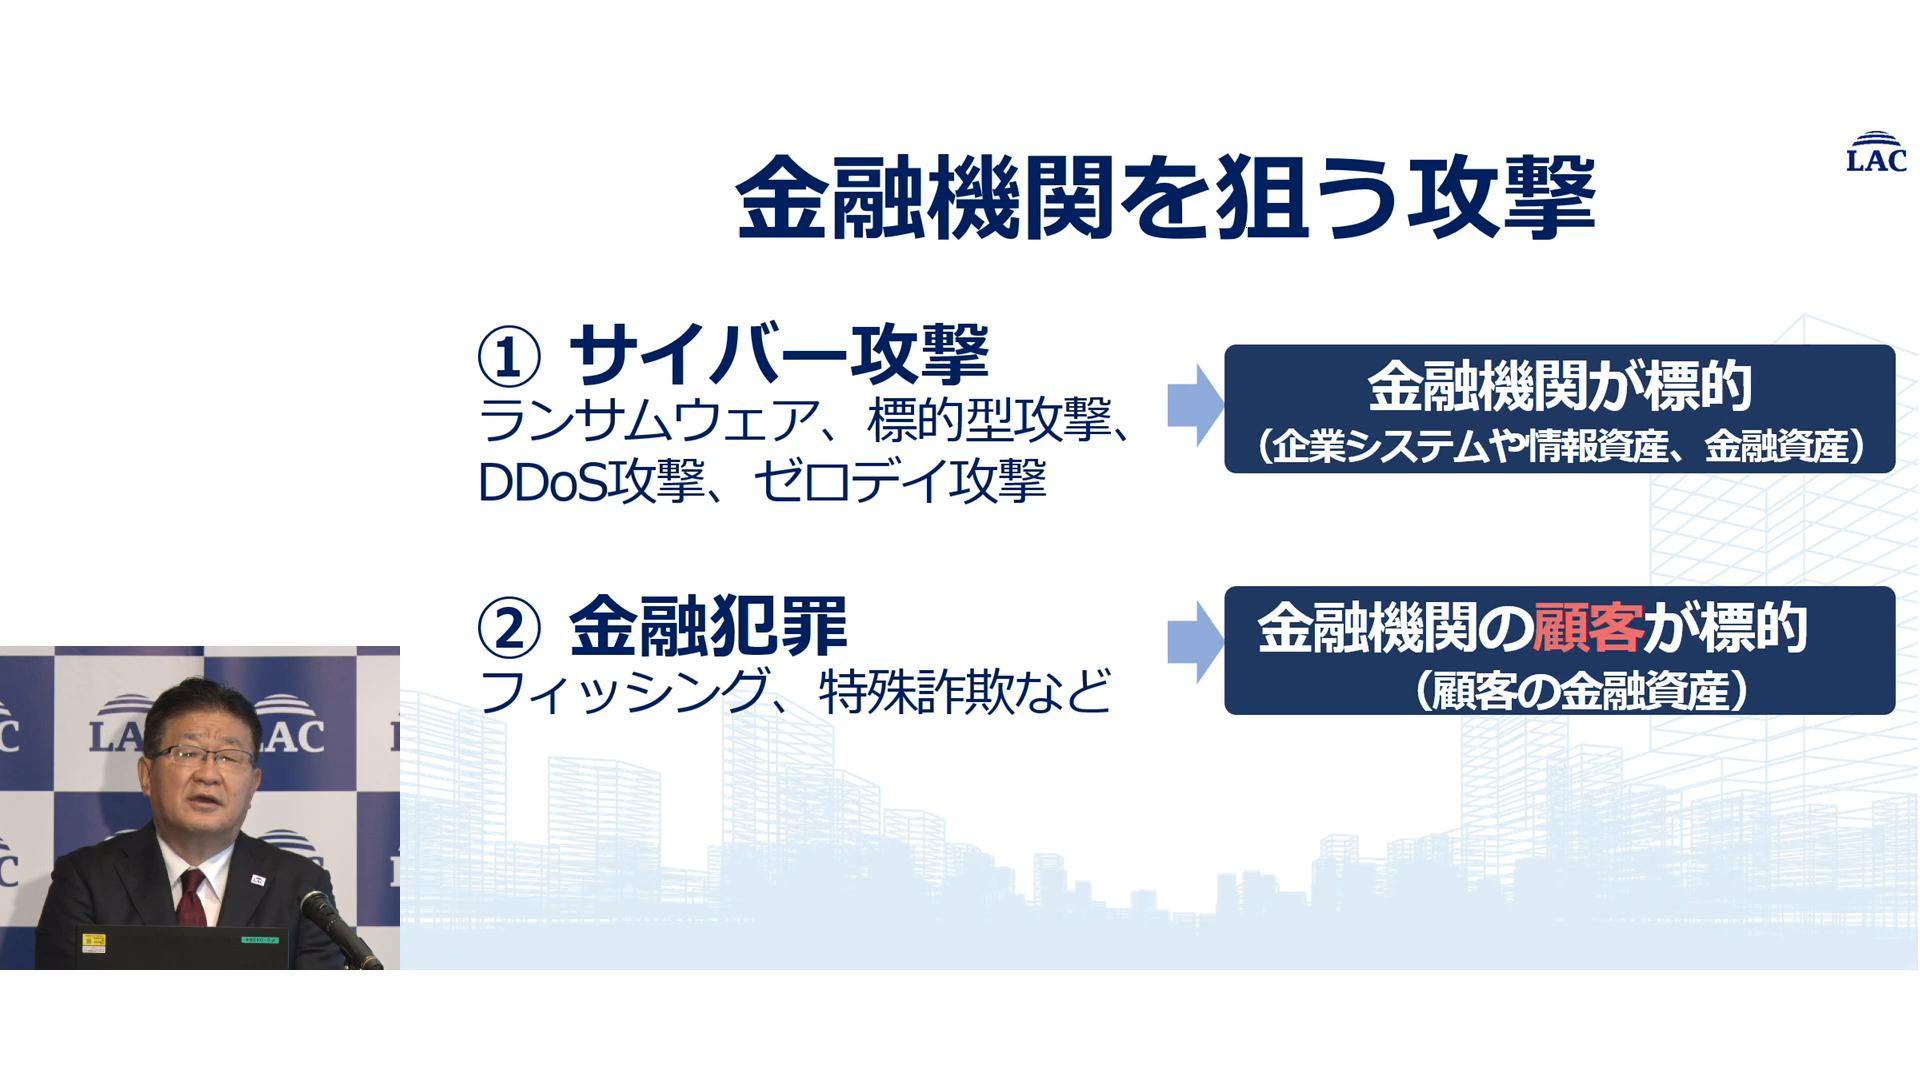 金融機関を狙う攻撃
LAC
① サイバー攻撃
ランサムウェア、標的型攻撃、
DDoS攻撃、ゼロデイ攻撃
金融機関が標的
（企業システムや情報資産、金融資産）
② 金融犯罪
フィッシング、特殊詐欺など
金融機関の顧客が標的
（顧客の金融資産）
LAC
LAC